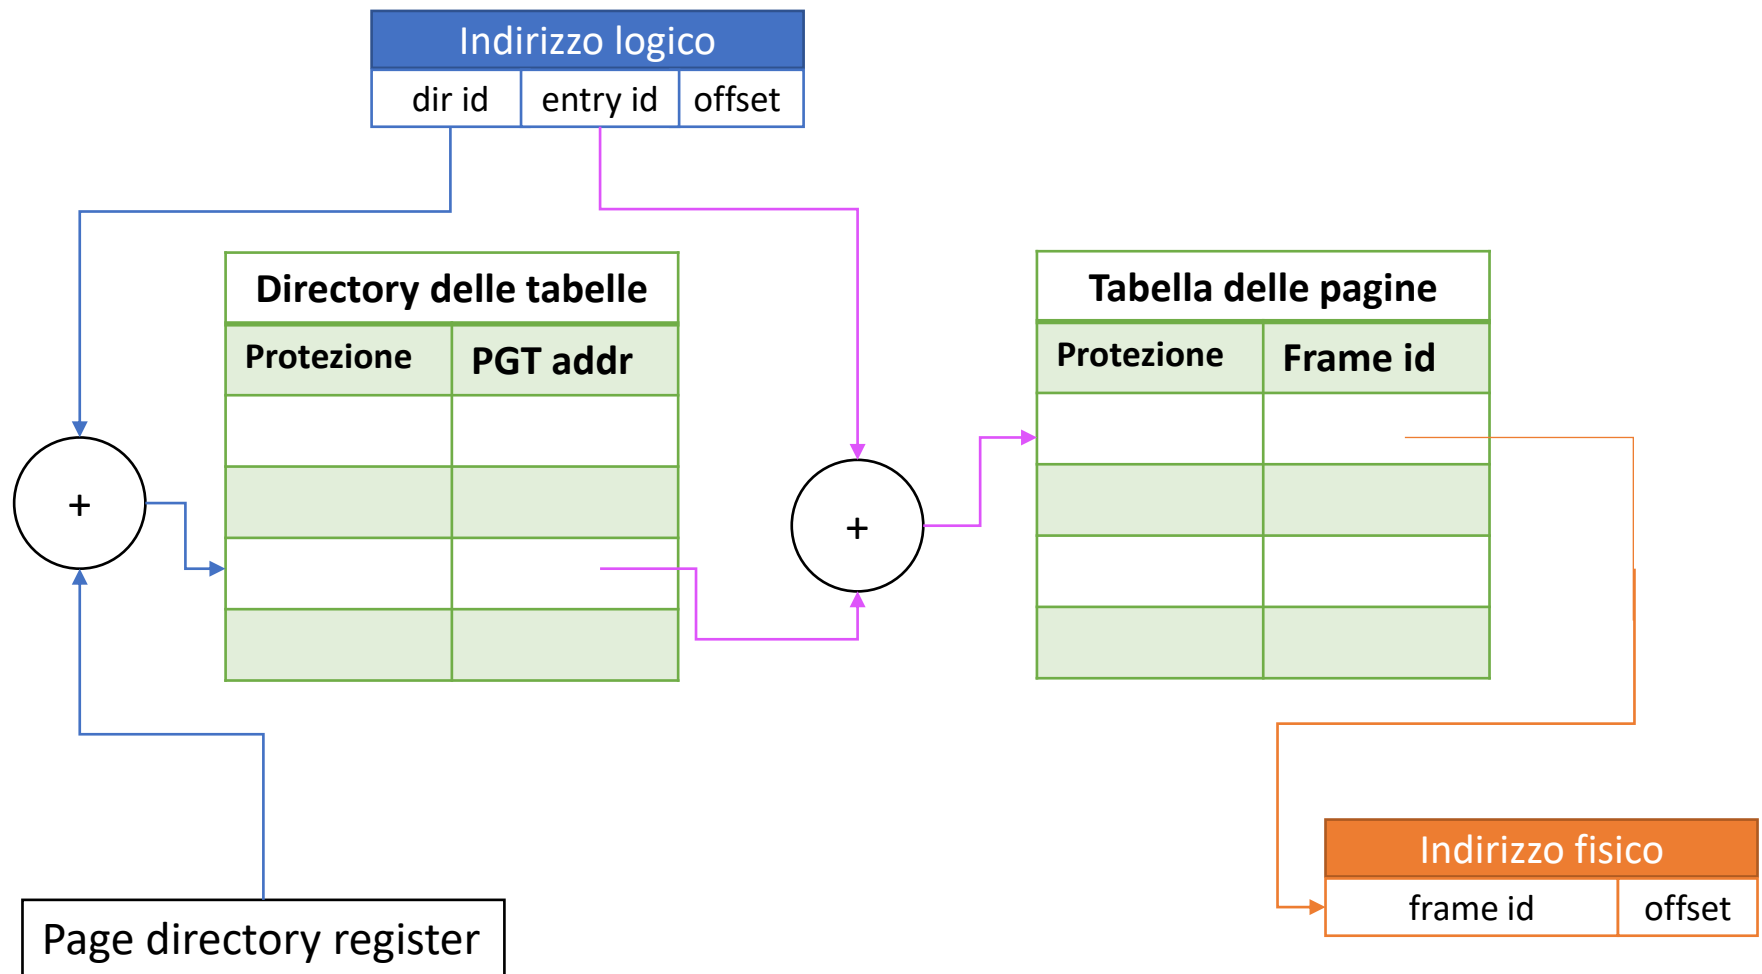 Indirizzo logico
dir id entry id offset
Directory delle tabelle
Protezione PGT addr
Tabella delle pagine
Protezione Frame id
+
+
Indirizzo fisico
frame id offset
Page directory register